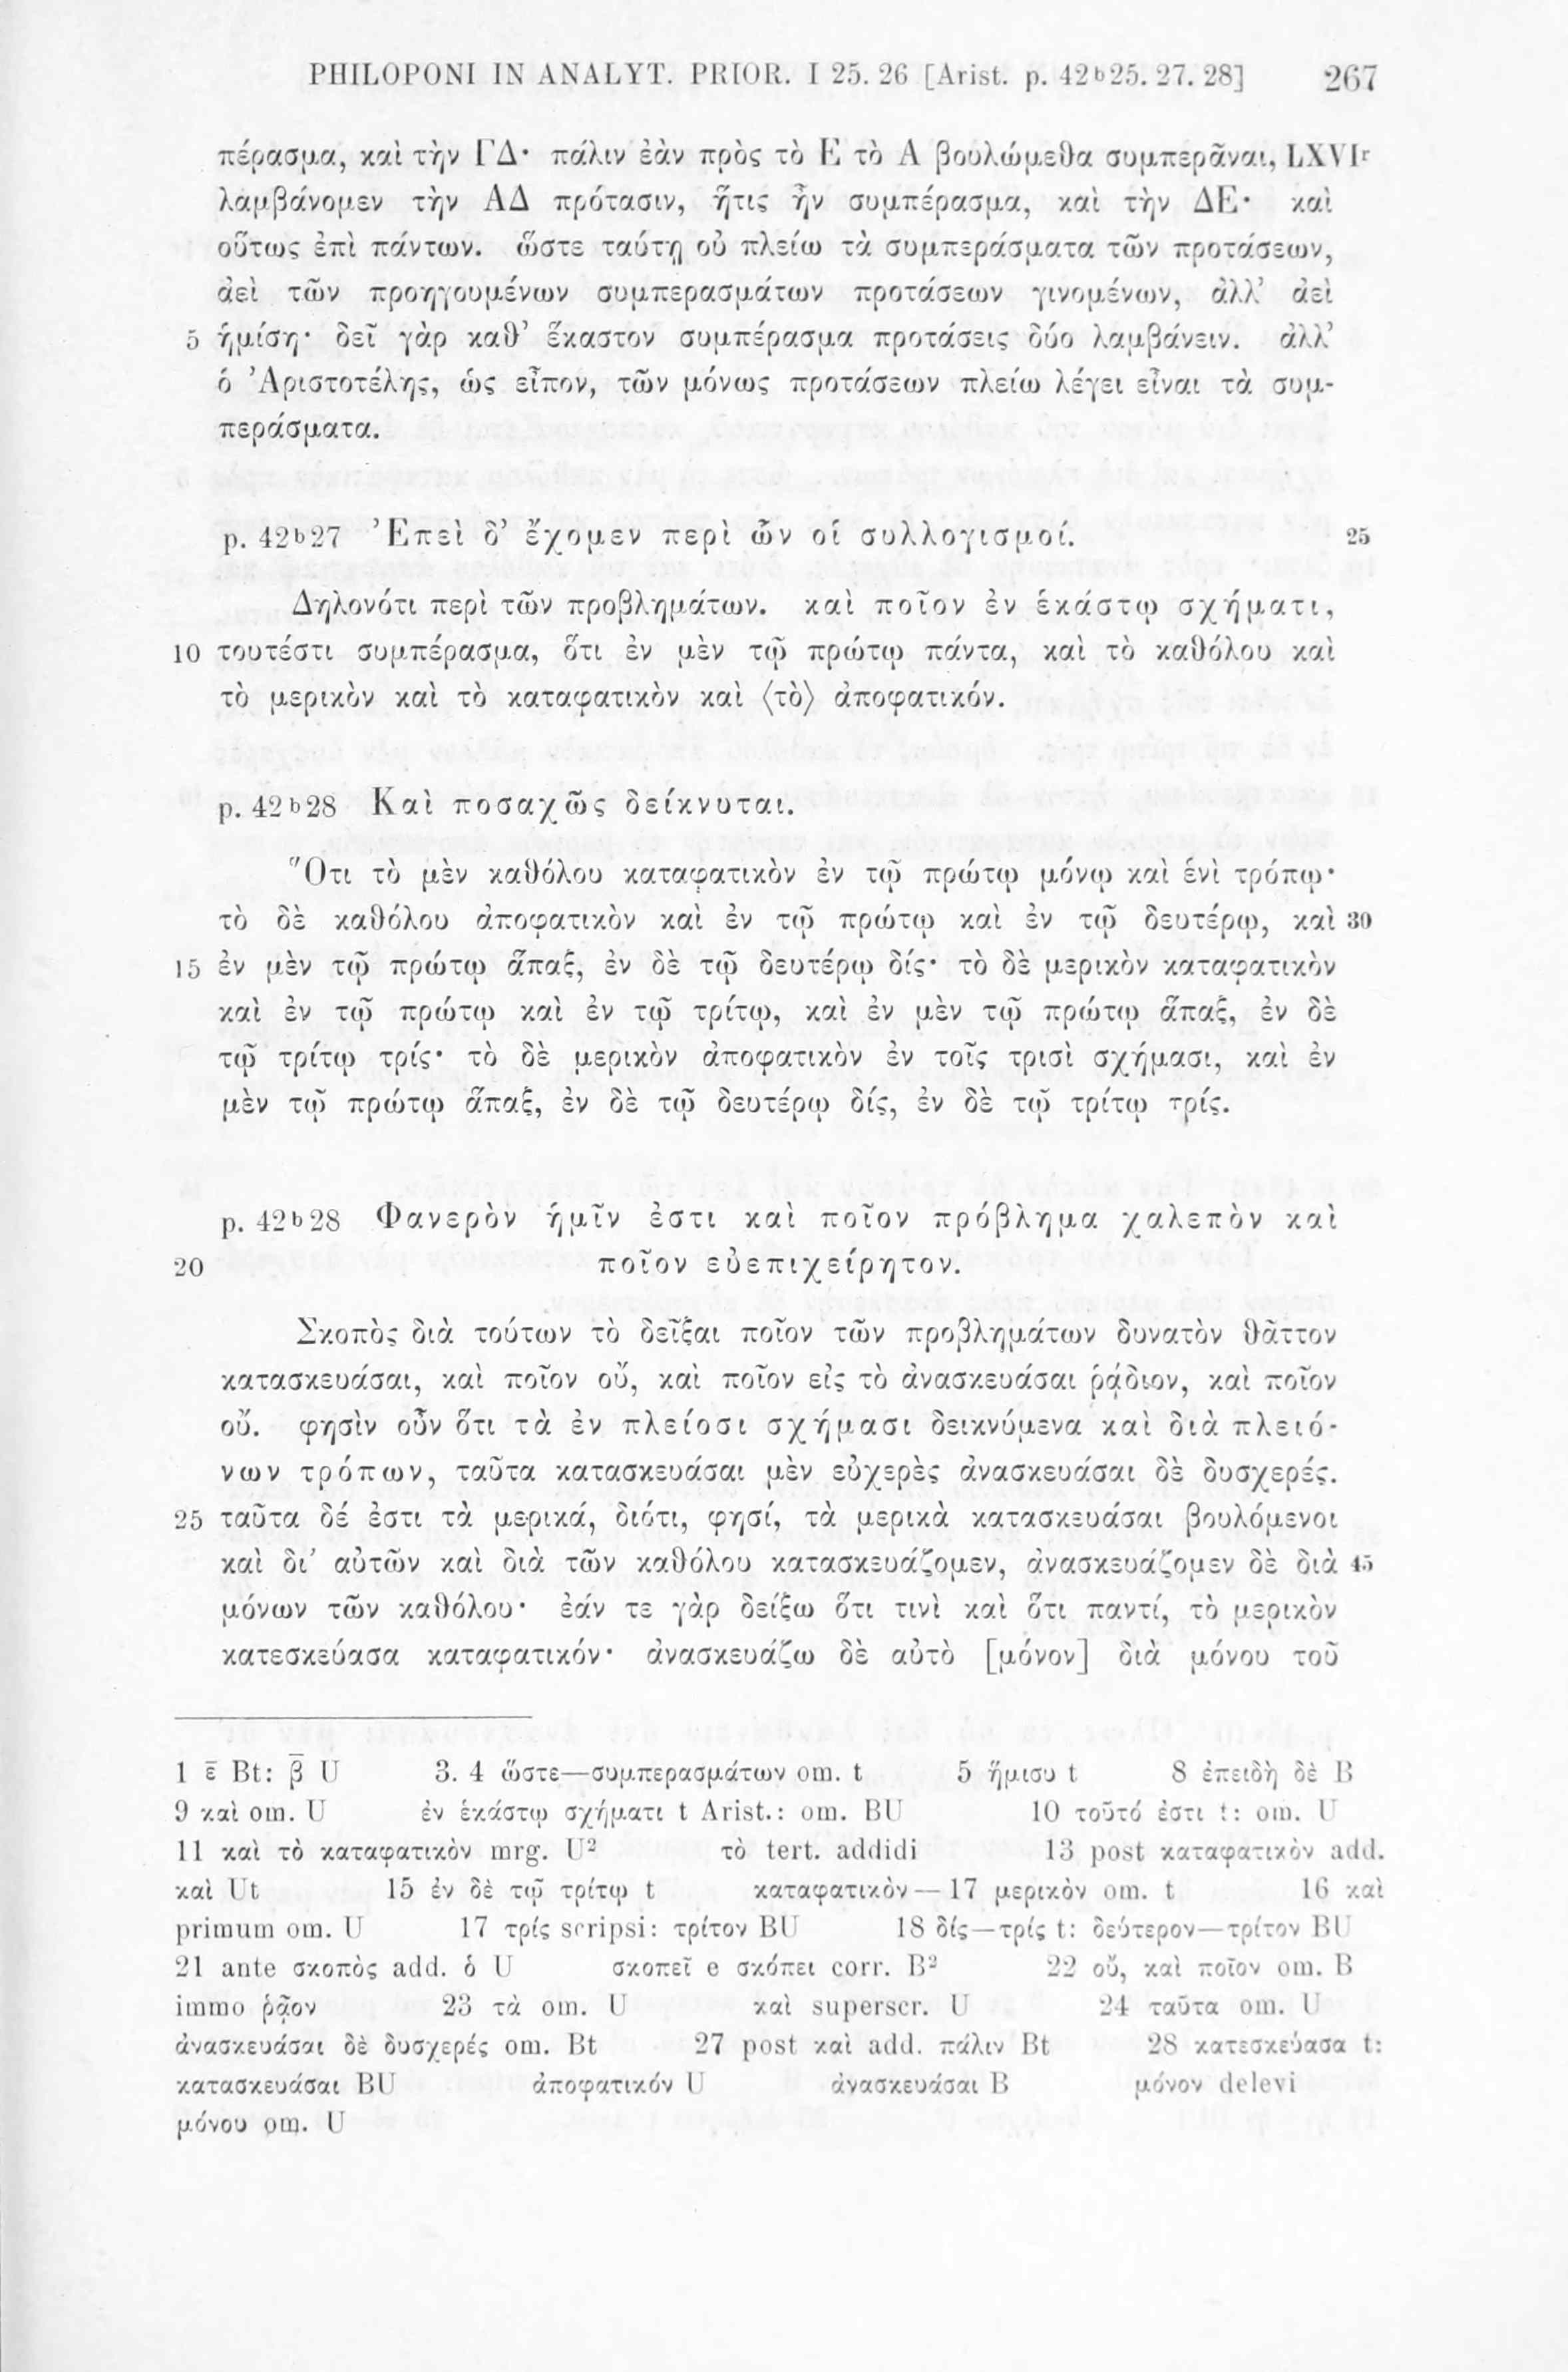 PHILOPONI IN ANALYT. PRIOR. I 25. 26 [Arist. p. 42b25. 27. 28] 267
πέρασμα, καὶ τὴν ΓΔ· πάλιν ἐὰν πρὸς τὸ Ε τὸ Α βουλώμεθα συμπερᾶναι, LXVIr
λαμβάνομεν τὴν ΑΔ πρότασιν, ἥτις ἦν συμπέρασμα, καὶ τὴν ΔΕ· καὶ
οὕτως ἐπὶ πάντων. ὥστε ταύτῃ οὐ πλείω τὰ συμπεράσματα τῶν προτάσεων,
ἀεὶ τῶν προηγουμένων συμπερασμάτων προτάσεων γινομένων, ἀλλ’ ἀεὶ
5 ἡμίση· δεῖ γὰρ καθ’ ἕκαστον συμπέρασμα προτάσεις δύο λαμβάνειν. ἀλλ’
ὁ Ἀριστοτέλης, ὡς εἶπον, τῶν μόνως προτάσεων πλείω λέγει εἶναι τὰ συμ-
περάσματα.
p. 42b27 Ἐπεὶ δ’ ἔχομεν περὶ ὧν οἱ συλλογισμοί. 25
Δηλονότι περὶ τῶν προβλημάτων. καὶ ποῖον ἐν ἑκάστῳ σχήματι,
10 τουτέστι συμπέρασμα, ὅτι ἐν μὲν τῷ πρώτῳ πάντα, καὶ τὸ καθόλου καὶ
τὸ μερικὸν καὶ τὸ καταφατικὸν καὶ ⟨τὸ⟩ ἀποφατικόν.
p. 42b28 Καὶ ποσαχῶς δείκνυται.
Ὅτι τὸ μὲν καθόλου καταφατικὸν ἐν τῷ πρώτῳ μόνῳ καὶ ἑνὶ τρόπῳ·
τὸ δὲ καθόλου ἀποφατικὸν καὶ ἐν τῷ πρώτῳ καὶ ἐν τῷ δευτέρῳ, καὶ 30
15 ἐν μὲν τῷ πρώτῳ ἅπαξ, ἐν δὲ τῷ δευτέρῳ δίς· τὸ δὲ μερικὸν καταφατικὸν
καὶ ἐν τῷ πρώτῳ καὶ ἐν τῷ τρίτῳ, καὶ ἐν μὲν τῷ πρώτῳ ἅπαξ, ἐν δὲ
τῷ τρίτῳ τρίς· τὸ δὲ μερικὸν ἀποφατικὸν ἐν τοῖς τρισὶ σχήμασι, καὶ ἐν
μὲν τῷ πρώτῳ ἅπαξ, ἐν δὲ τῷ δευτέρῳ δίς, ἐν δὲ τῷ τρίτῳ τρίς.
p. 42b28 Φανερὸν ἡμῖν ἐστι καὶ ποῖον πρόβλημα χαλεπὸν καὶ
20 ποῖον εὐεπιχείρητον.
Σκοπὸς διὰ τούτων τὸ δεῖξαι ποῖον τῶν προβλημάτων δυνατὸν θᾶττον
κατασκευάσαι, καὶ ποῖον οὔ, καὶ ποῖον εἰς τὸ ἀνασκευάσαι ῥᾴδιον, καὶ ποῖον
οὔ. φησὶν οὖν ὅτι τὰ ἐν πλείοσι σχήμασι δεικνύμενα καὶ διὰ πλειό-
νων τρόπων, ταῦτα κατασκευάσαι μὲν εὐχερὲς ἀνασκευάσαι δὲ δυσχερές.
25 ταῦτα δέ ἐστι τὰ μερικά, διότι, φησί, τὰ μερικὰ κατασκευάσαι βουλόμενοι
καὶ δι’ αὐτῶν καὶ διὰ τῶν καθόλου κατασκευάζομεν, ἀνασκευάζομεν δὲ διὰ 45
μόνων τῶν καθόλου· ἐάν τε γὰρ δείξω ὅτι τινὶ καὶ ὅτι παντί, τὸ μερικὸν
κατεσκεύασα καταφατικόν· ἀνασκευάζω δὲ αὐτὸ [μόνον] διὰ μόνου τοῦ
1 ε̄ Bt: β̄ U 3. 4 ὥστε—συμπερασμάτων om. t 5 ἥμισυ t 8 ἐπειδὴ δὲ B
9 καὶ om. U ἐν ἑκάστῳ σχήματι t Arist.: om. BU 10 τοῦτό ἐστι t: om. U
11 καὶ τὸ καταφατικὸν mrg. U² τὸ tert. addidi 13 post καταφατικὸν add.
καὶ Ut 15 ἐν δὲ τῷ τρίτῳ t καταφατικὸν—17 μερικὸν om. t 16 καὶ
primum om. U 17 τρίς scripsi: τρίτον BU 18 δίς—τρίς t: δεύτερον—τρίτον BU
21 ante σκοπὸς add. ὁ U σκοπεῖ e σκόπει corr. B² 22 οὔ, καὶ ποῖον om. B
immo ῥᾷον 23 τὰ om. U καὶ superscr. U 24 ταῦτα om. U
ἀνασκευάσαι δὲ δυσχερές om. Bt 27 post καὶ add. πάλιν Bt 28 κατεσκεύασα t:
κατασκευάσαι BU ἀποφατικόν U ἀνασκευάσαι B μόνον delevi
μόνου om. U